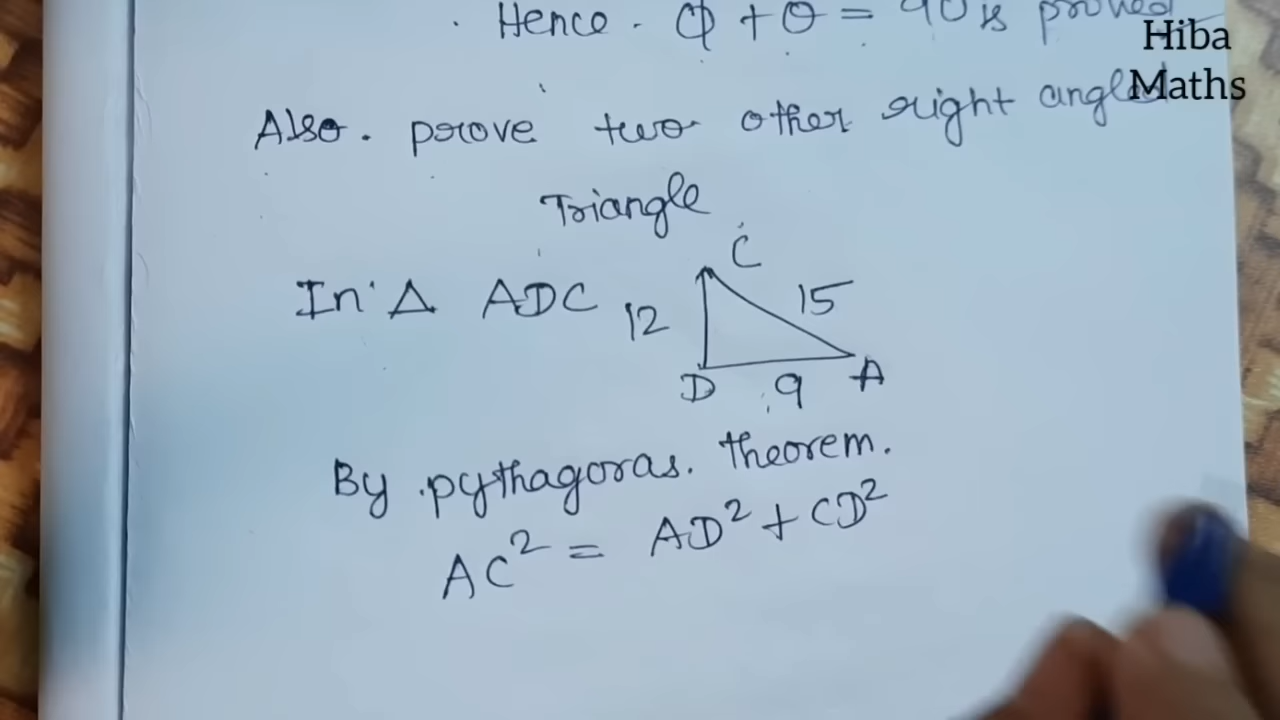 Hence. φ + θ = 90 is proved
Hiba
Maths
Also. prove two other right angled
Triangle
C
In Δ ADC 12 15
D 9 A
By pythagoras. theorem.
AC² = AD² + CD²